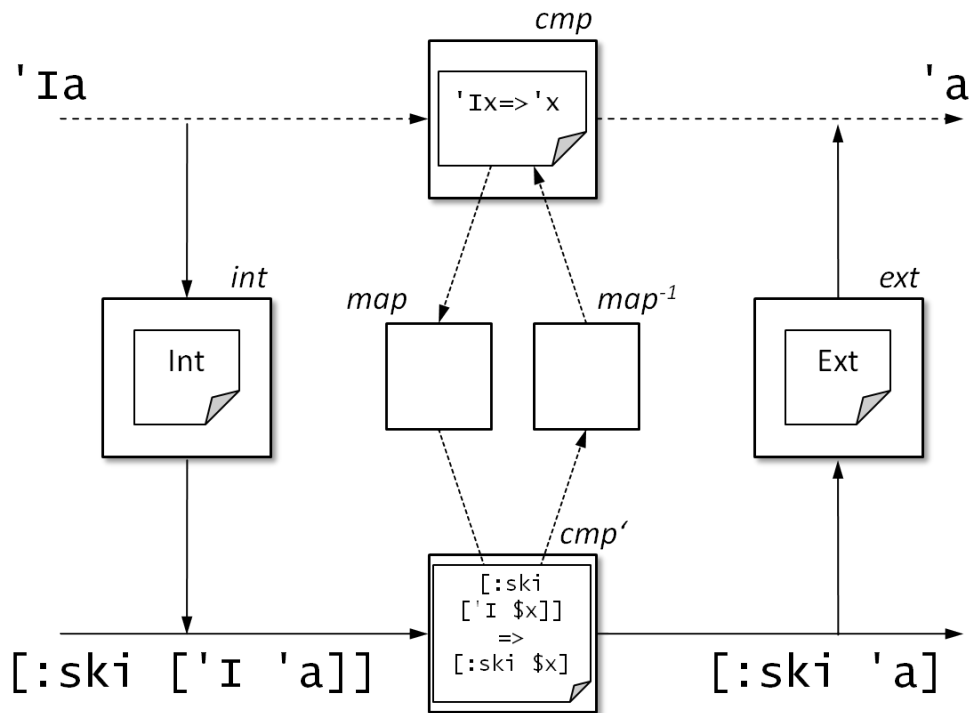 cmp
'Ia
'Ix=>'x
'a
int
map
map⁻¹
ext
Int
Ext
cmp‘
[:ski
['I $x]]
=>
[:ski $x]
[:ski ['I 'a]]
[:ski 'a]